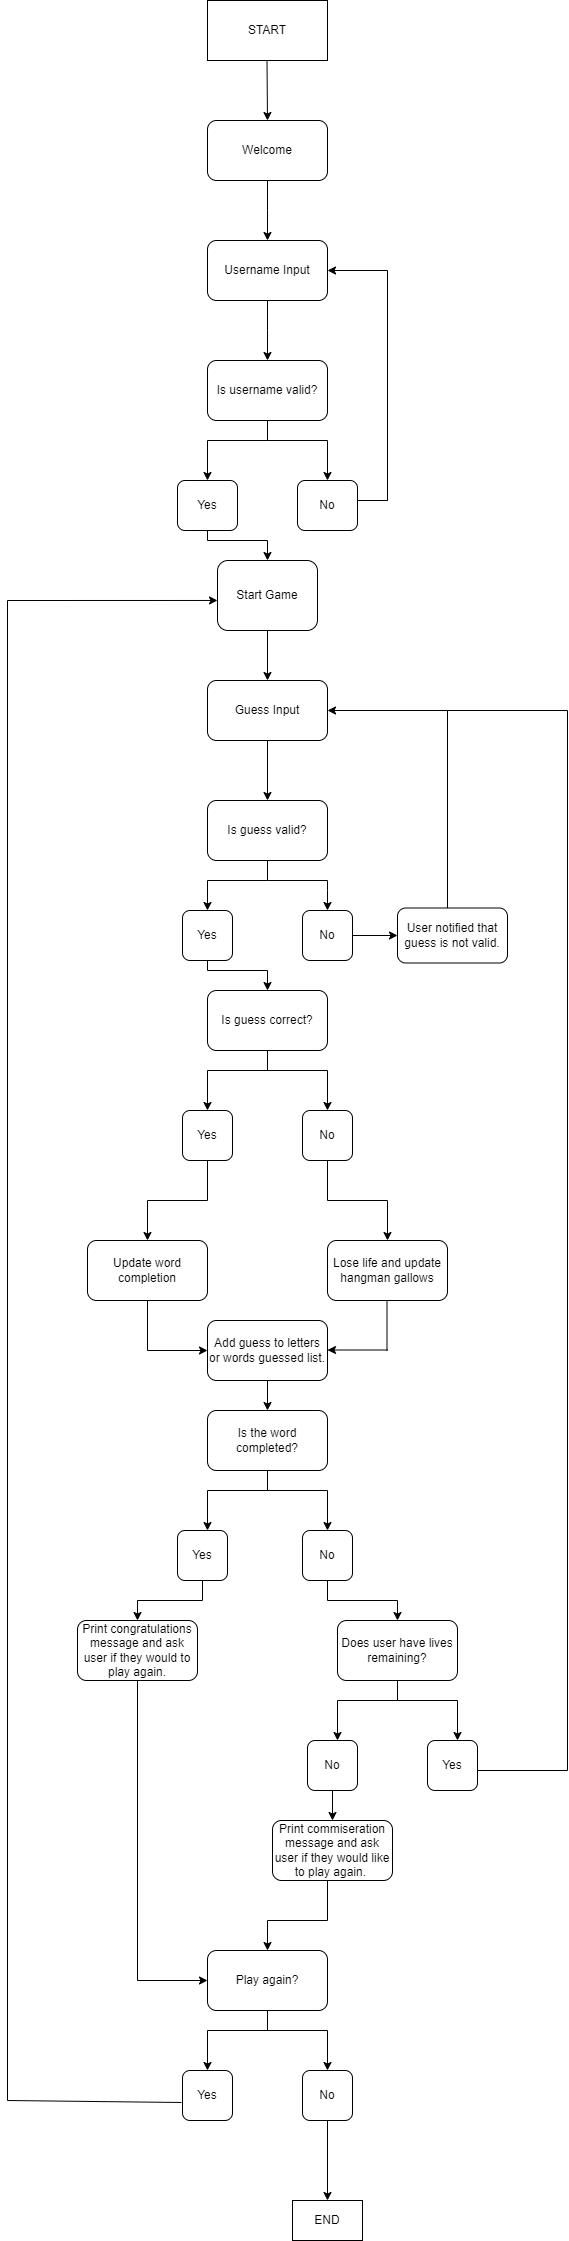 START
Welcome
Username Input
Is username valid?
Yes
No
Start Game
Guess Input
Is guess valid?
Yes
No
User notified that
guess is not valid.
Is guess correct?
Yes
No
Update word
completion
Lose life and update
hangman gallows
Add guess to letters
or words guessed list.
Is the word
completed?
Yes
No
Print congratulations
message and ask
user if they would to
play again.
Does user have lives
remaining?
No
Yes
Print commiseration
message and ask
user if they would like
to play again.
Play again?
Yes
No
END